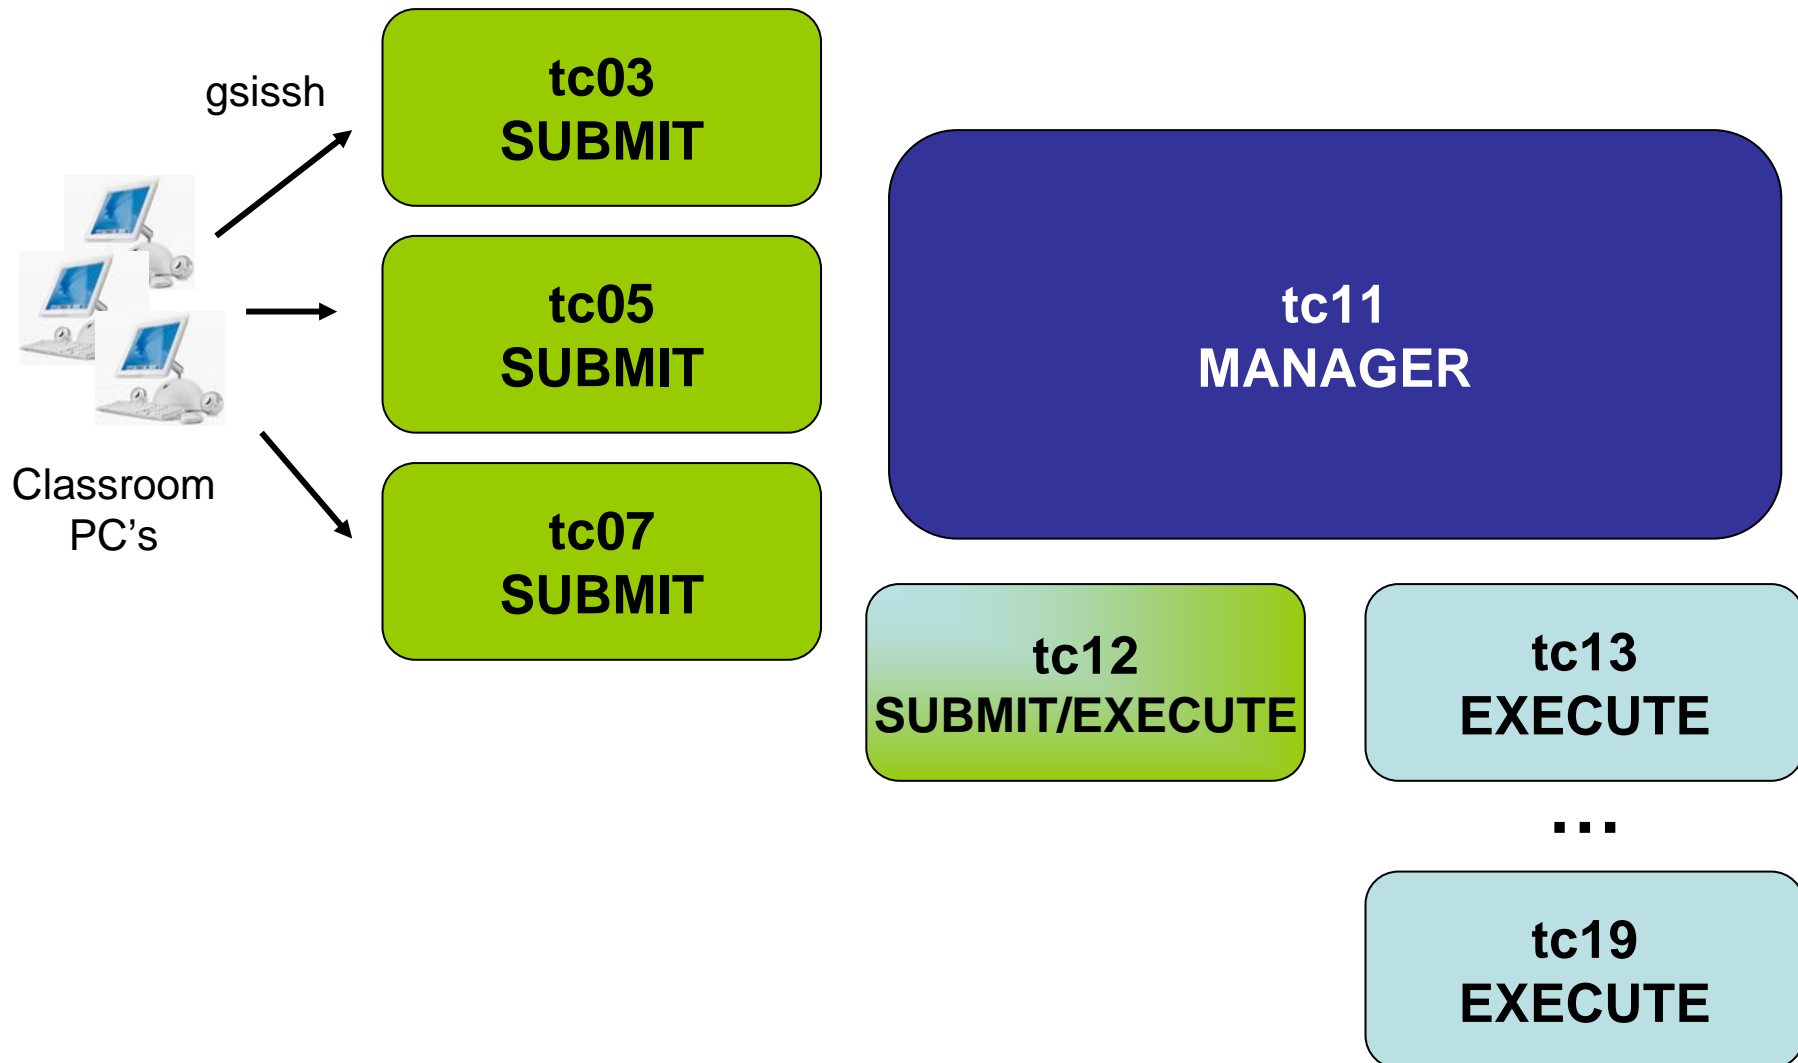 gsissh
tc03
SUBMIT
tc05
SUBMIT
tc07
SUBMIT
Classroom
PC’s
tc11
MANAGER
tc12
SUBMIT/EXECUTE
tc13
EXECUTE
...
tc19
EXECUTE